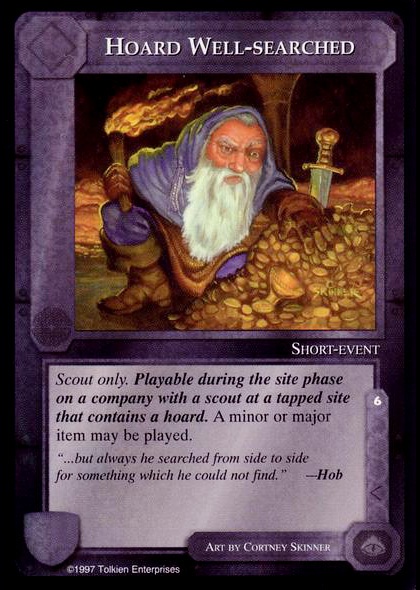 HOARD WELL-SEARCHED
SKINNER
SHORT-EVENT
Scout only. Playable during the site phase
on a company with a scout at a tapped site
that contains a hoard. A minor or major
item may be played.
6
“...but always he searched from side to side
for something which he could not find.” —Hob
ART BY CORTNEY SKINNER
©1997 Tolkien Enterprises